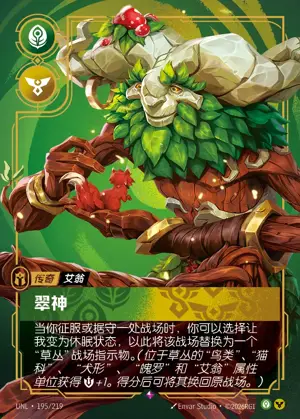 传奇 艾翁
翠神
当你征服或据守一处战场时，你可以选择让
我变为休眠状态，以此将该战场替换为一个
“草丛”战场指示物。（位于草丛的“鸟类”、“猫
科”、“犬形”、“魄罗”和“艾翁”属性
单位获得 +1。得分后可将其换回原战场。）
UNL • 195/219
Envar Studio ©2026RGI